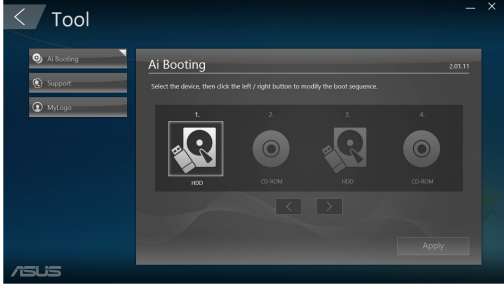 Tool
Ai Booting
Support
MyLogo
Ai Booting
2.01.11
Select the device, then click the left / right button to modify the boot sequence.
1. 2. 3. 4.
HDD CD-ROM HDD CD-ROM
Apply
ASUS